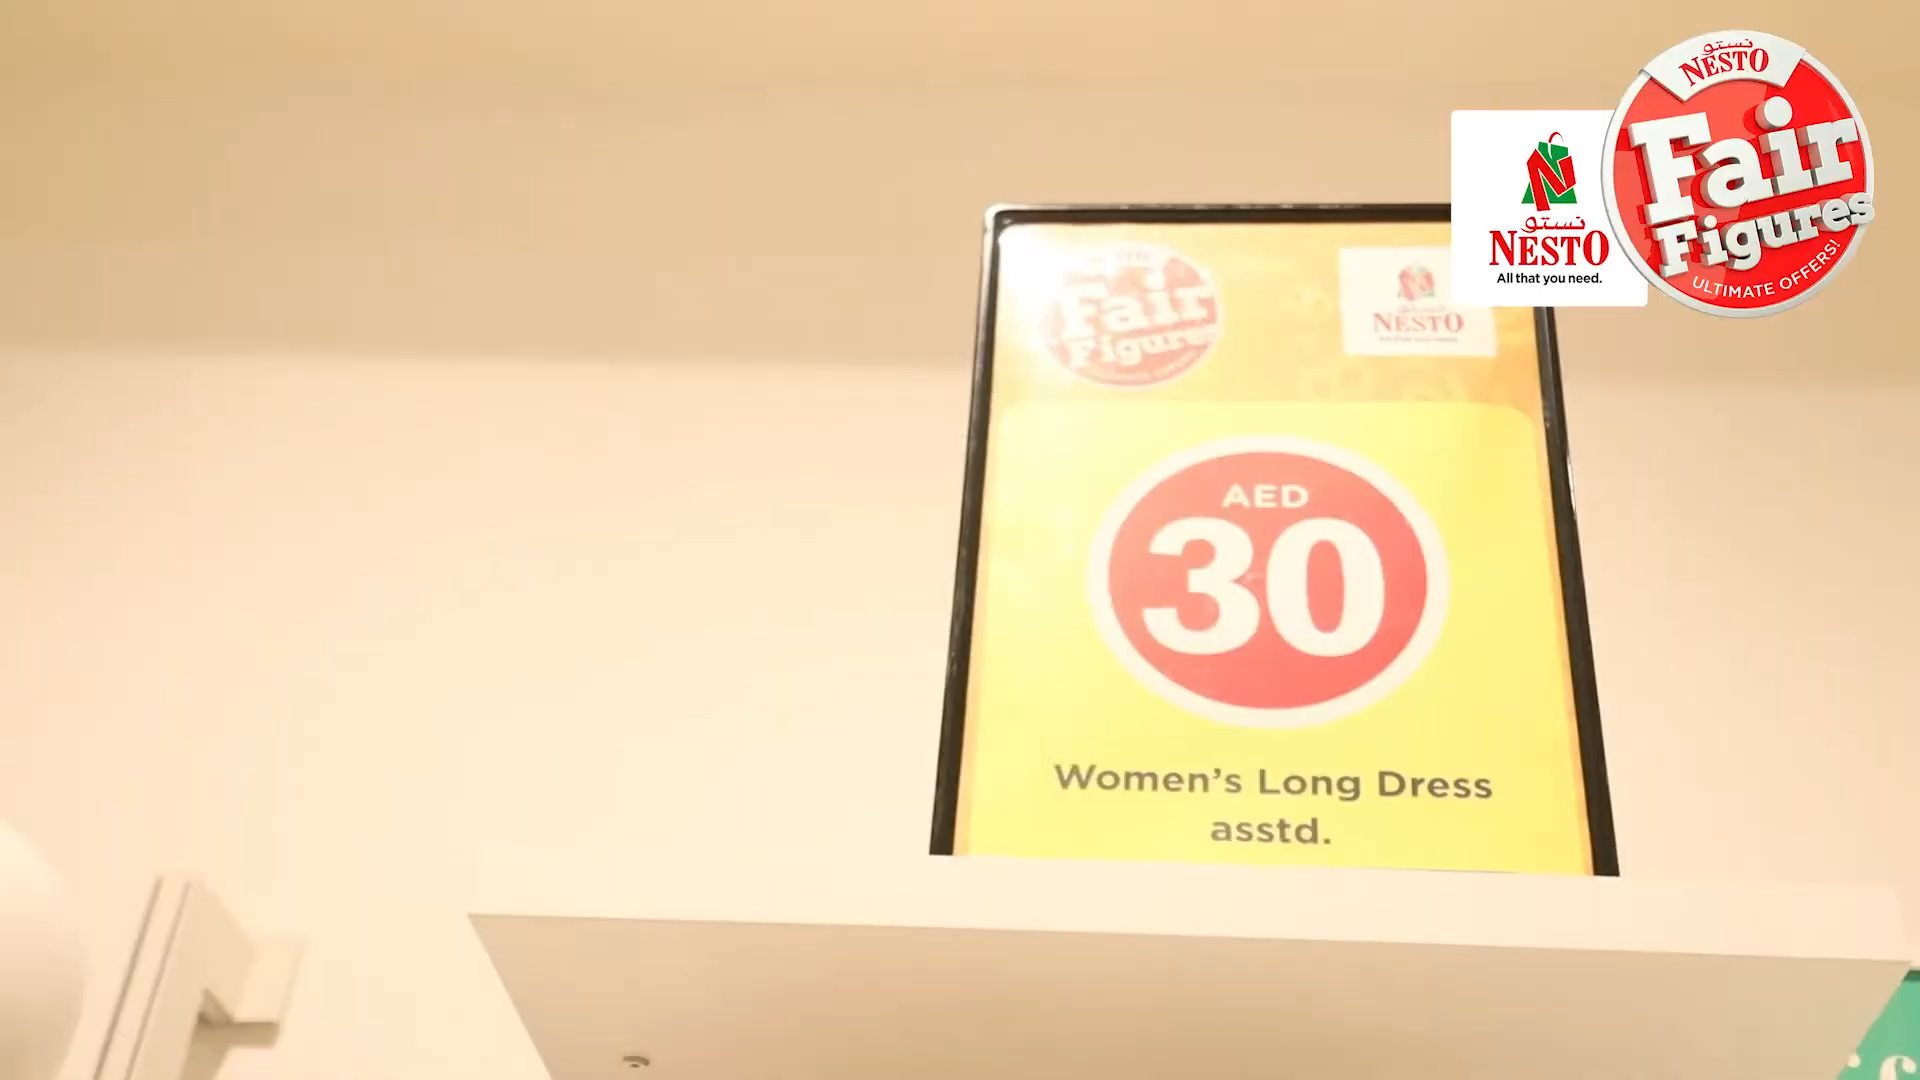 نستو
NESTO
Fair
Figures
ULTIMATE OFFERS!
نستو
NESTO
All that you need.
Fair
Figures
NESTO
AED
30
Women's Long Dress
asstd.